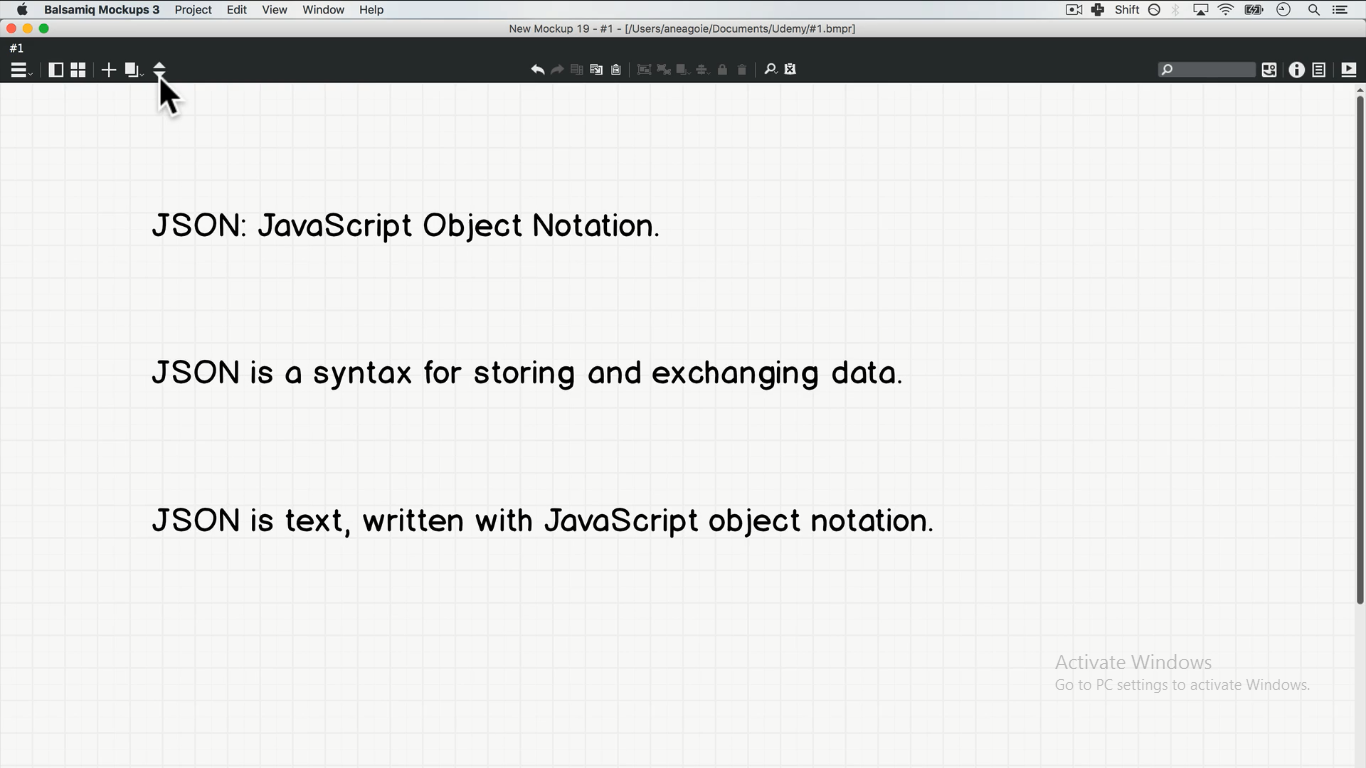 Balsamiq Mockups 3 Project Edit View Window Help Shift
New Mockup 19 - #1 - [/Users/aneagoie/Documents/Udemy/#1.bmpr]
#1
JSON: JavaScript Object Notation.
JSON is a syntax for storing and exchanging data.
JSON is text, written with JavaScript object notation.
Activate Windows
Go to PC settings to activate Windows.